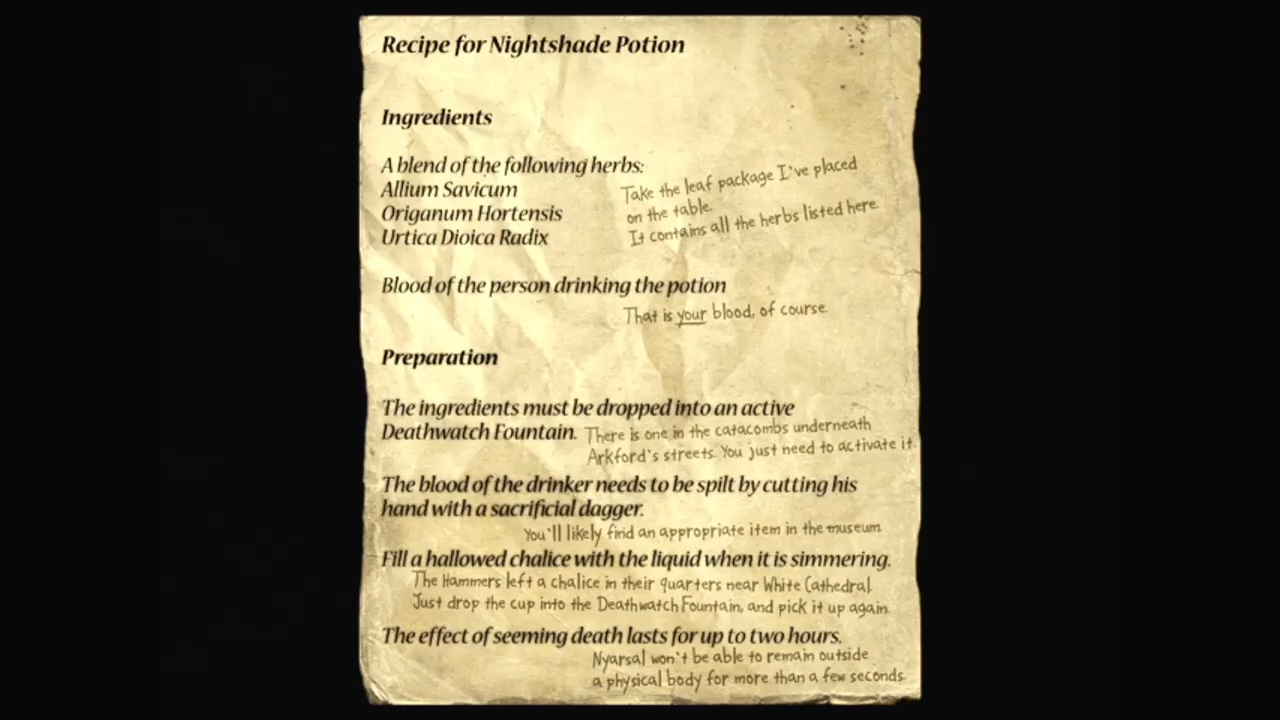 Recipe for Nightshade Potion
Ingredients
A blend of the following herbs:
Allium Savicum
Origanum Hortensis
Urtica Dioica Radix
Take the leaf package I've placed
on the table.
It contains all the herbs listed here.
Blood of the person drinking the potion
That is your blood, of course.
Preparation
The ingredients must be dropped into an active
Deathwatch Fountain.
There is one in the catacombs underneath
Arkford's streets. You just need to activate it.
The blood of the drinker needs to be spilt by cutting his
hand with a sacrificial dagger.
You'll likely find an appropriate item in the museum.
Fill a hallowed chalice with the liquid when it is simmering.
The Hammers left a chalice in their quarters near White Cathedral.
Just drop the cup into the Deathwatch Fountain, and pick it up again.
The effect of seeming death lasts for up to two hours.
Nyarsal won't be able to remain outside
a physical body for more than a few seconds.